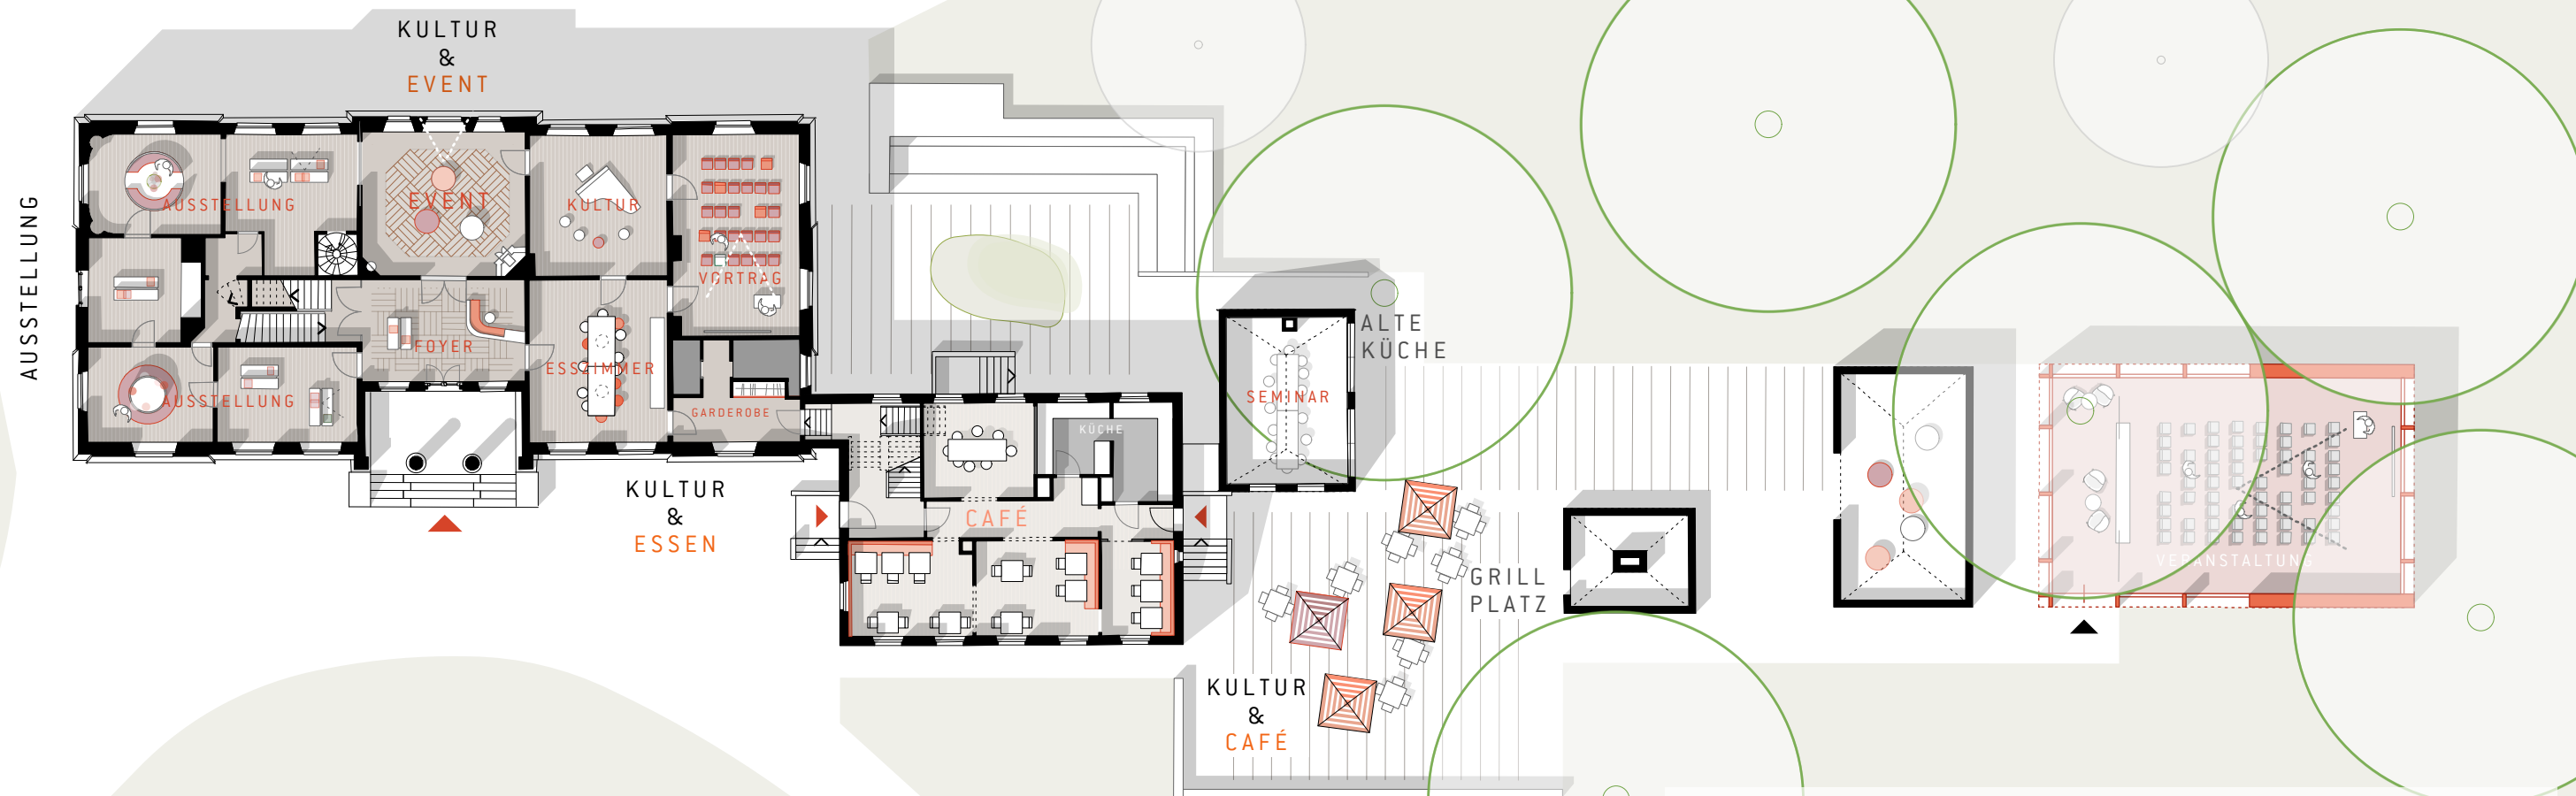 KULTUR
&
EVENT
AUSSTELLUNG
AUSSTELLUNG
EVENT
KULTUR
VORTRAG
FOYER
ESSZIMMER
AUSSTELLUNG
GARDEROBE
KULTUR
&
ESSEN
KÜCHE
CAFÉ
ALTE
KÜCHE
SEMINAR
GRILL
PLATZ
KULTUR
&
CAFÉ
VERANSTALTUNG